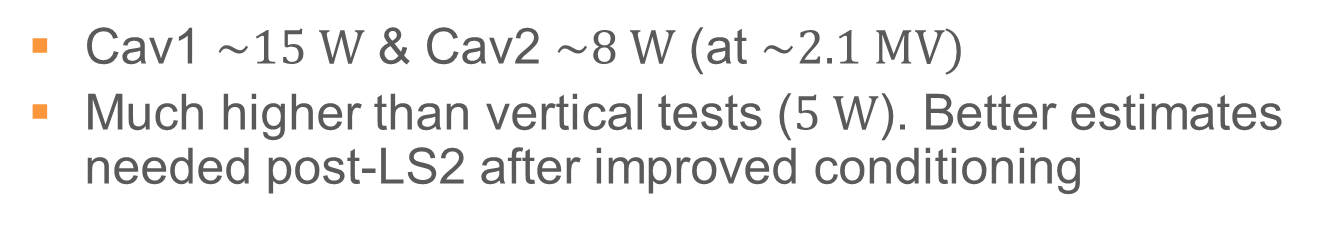 ▪ Cav1 ~15 W & Cav2 ~8 W (at ~2.1 MV)
▪ Much higher than vertical tests (5 W). Better estimates
needed post-LS2 after improved conditioning